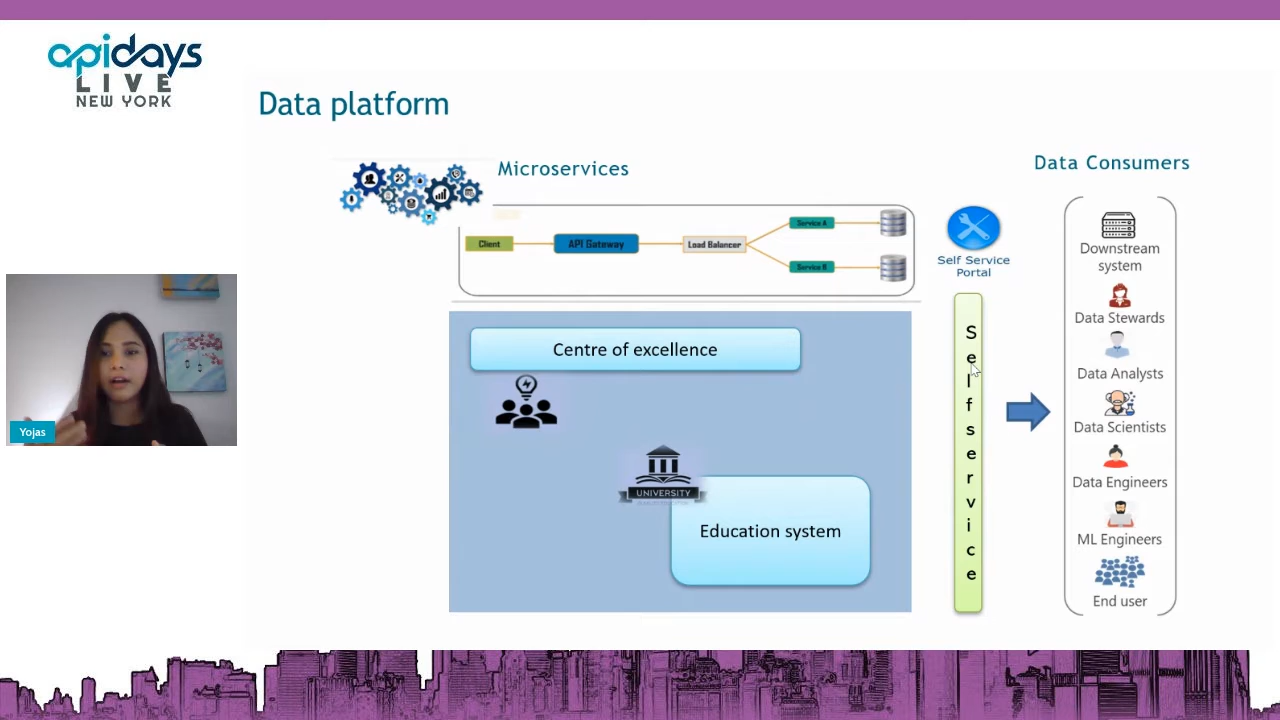 apidays
LIVE
NEW YORK
Data platform
Microservices
Data Consumers
Client
API Gateway
Load Balancer
Service A
Service B
Self Service
Portal
Centre of excellence
UNIVERSITY
Education system
Selfservice
Downstream
system
Data Stewards
Data Analysts
Data Scientists
Data Engineers
ML Engineers
End user
Yojas